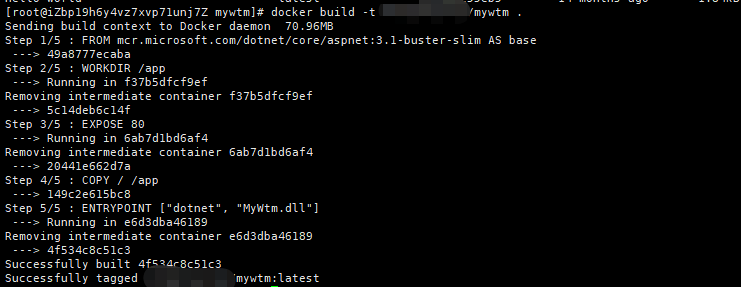 [root@iZbp19h6y4vz7xvp71unj7Z mywtm]# docker build -t /mywtm .
Sending build context to Docker daemon  70.96MB
Step 1/5 : FROM mcr.microsoft.com/dotnet/core/aspnet:3.1-buster-slim AS base
 ---> 49a8777ecaba
Step 2/5 : WORKDIR /app
 ---> Running in f37b5dfcf9ef
Removing intermediate container f37b5dfcf9ef
 ---> 5c14deb6c14f
Step 3/5 : EXPOSE 80
 ---> Running in 6ab7d1bd6af4
Removing intermediate container 6ab7d1bd6af4
 ---> 20441e662d7a
Step 4/5 : COPY / /app
 ---> 149c2e615bc8
Step 5/5 : ENTRYPOINT ["dotnet", "MyWtm.dll"]
 ---> Running in e6d3dba46189
Removing intermediate container e6d3dba46189
 ---> 4f534c8c51c3
Successfully built 4f534c8c51c3
Successfully tagged /mywtm:latest